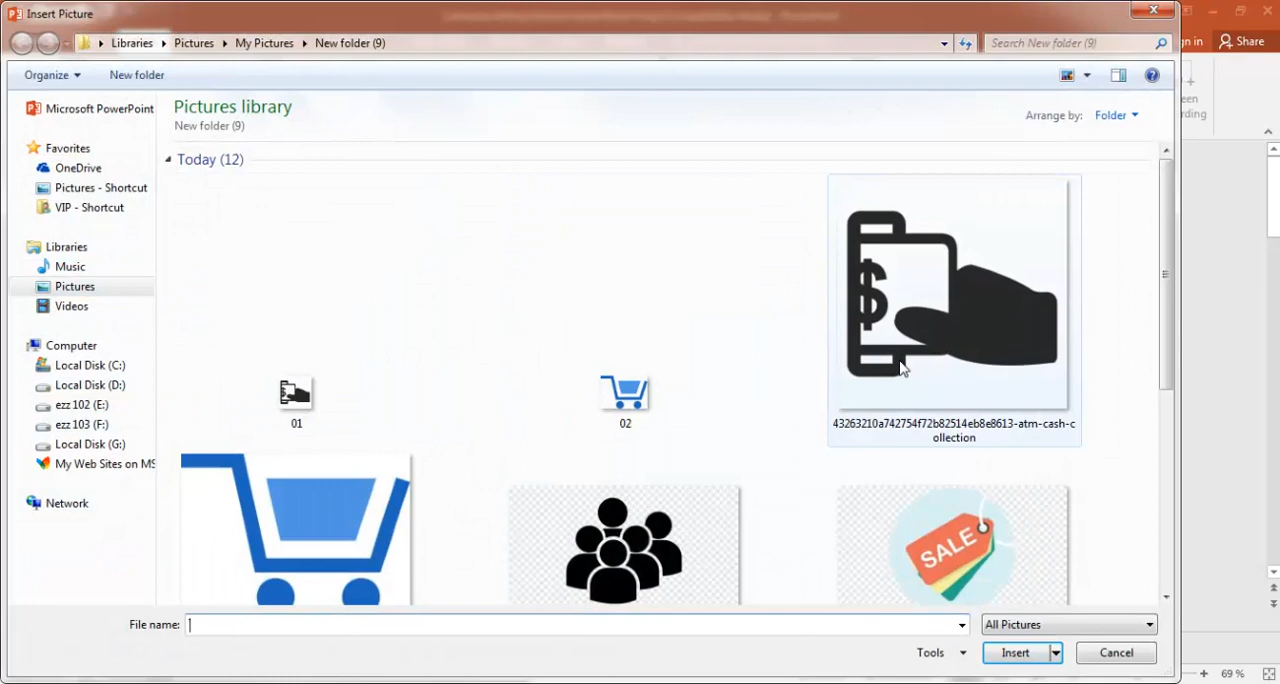 Insert Picture
Libraries Pictures My Pictures New folder (9)
Search New folder (9)
in Share
Organize New folder
Microsoft PowerPoint
Favorites
OneDrive
Pictures - Shortcut
VIP - Shortcut
Libraries
Music
Pictures
Videos
Computer
Local Disk (C:)
Local Disk (D:)
ezz 102 (E:)
ezz 103 (F:)
Local Disk (G:)
My Web Sites on MS
Network
Pictures library
New folder (9)
Arrange by: Folder
Today (12)
$
01
02
43263210a742754f72b82514eb8e8613-atm-cash-c
ollection
SALE
File name:
All Pictures
Tools Insert Cancel
69 %